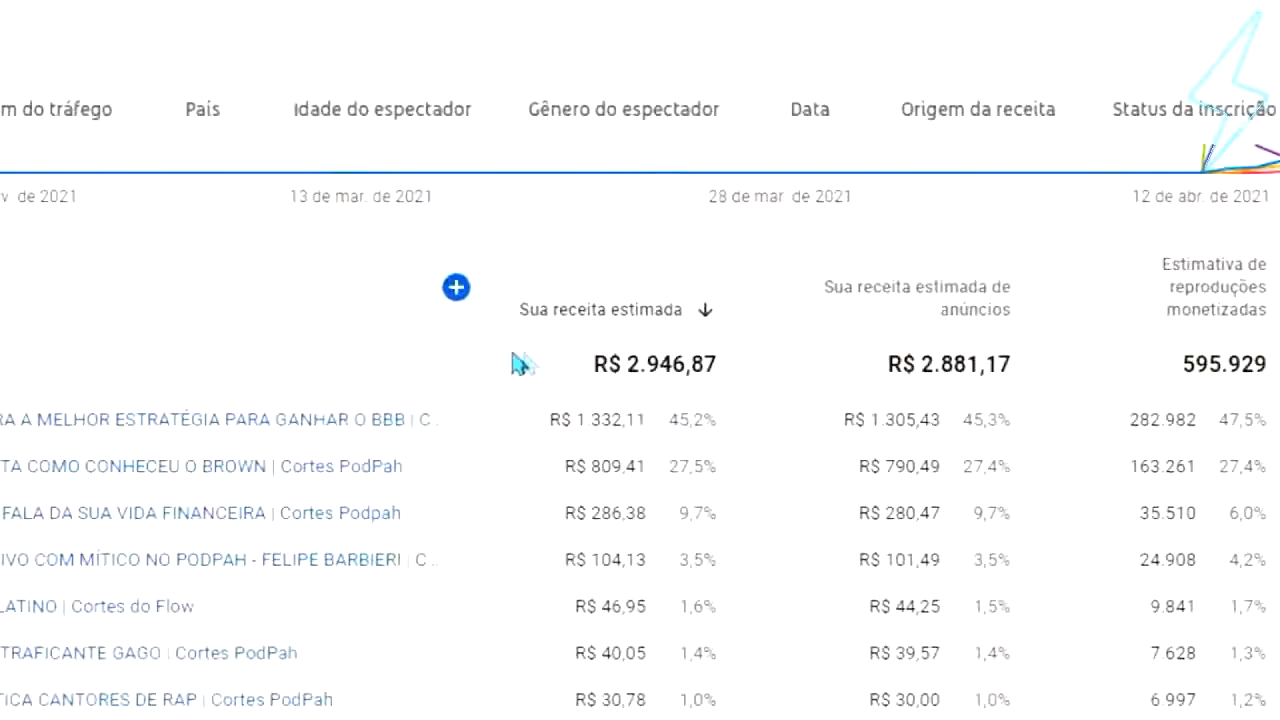 m do tráfego País Idade do espectador Gênero do espectador Data Origem da receita Status da inscrição
v de 2021 13 de mar. de 2021 28 de mar de 2021 12 de abr. de 2021
Sua receita estimada
Sua receita estimada de
anúncios
Estimativa de
reproduções
monetizadas
R$ 2.946,87 R$ 2.881,17 595.929
RA A MELHOR ESTRATÉGIA PARA GANHAR O BBB | C . R$ 1 332,11 45,2% R$ 1.305,43 45,3% 282.982 47,5%
TA COMO CONHECEU O BROWN | Cortes PodPah R$ 809,41 27,5% R$ 790,49 27,4% 163.261 27,4%
FALA DA SUA VIDA FINANCEIRA | Cortes Podpah R$ 286,38 9,7% R$ 280,47 9,7% 35.510 6,0%
IVO COM MÍTICO NO PODPAH - FELIPE BARBIERI | C .. R$ 104,13 3,5% R$ 101,49 3,5% 24.908 4,2%
LATINO | Cortes do Flow R$ 46,95 1,6% R$ 44,25 1,5% 9.841 1,7%
TRAFICANTE GAGO | Cortes PodPah R$ 40,05 1,4% R$ 39,57 1,4% 7.628 1,3%
TICA CANTORES DE RAP | Cortes PodPah R$ 30,78 1,0% R$ 30,00 1,0% 6.997 1,2%